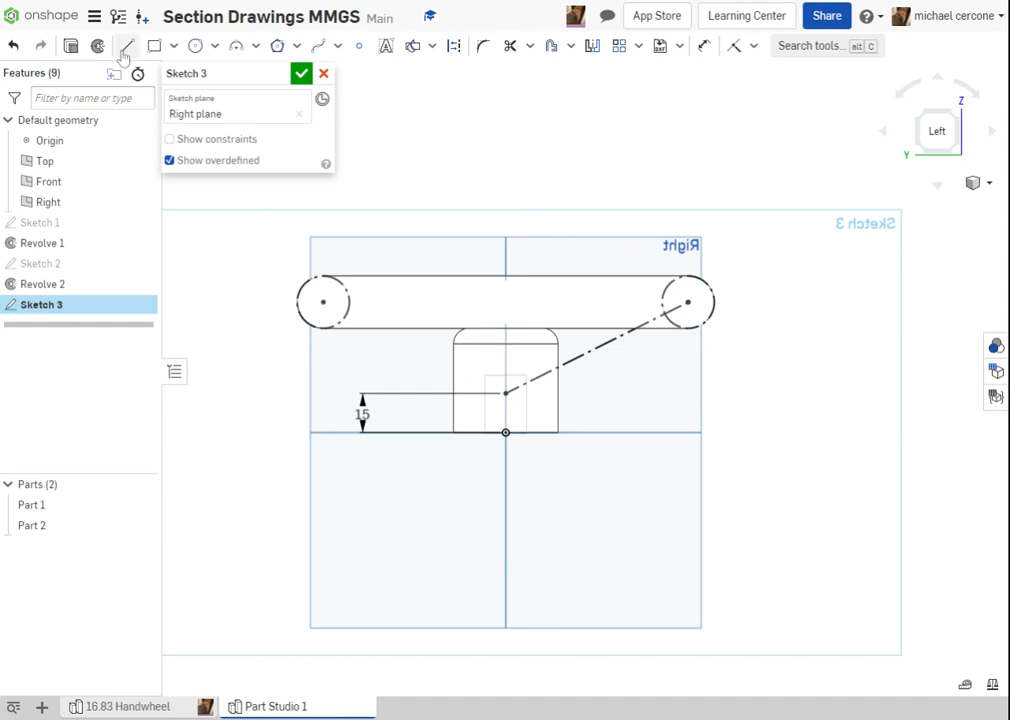 onshape Section Drawings MMGS Main App Store Learning Center Share michael cercone
Search tools... alt C
Features (9)
Filter by name or type
Default geometry
Origin
Top
Front
Right
Sketch 1
Revolve 1
Sketch 2
Revolve 2
Sketch 3
Sketch 3
Sketch plane
Right plane
Show constraints
Show overdefined
Z
Left
Y
Sketch 3
Right
15
Parts (2)
Part 1
Part 2
16.83 Handwheel Part Studio 1